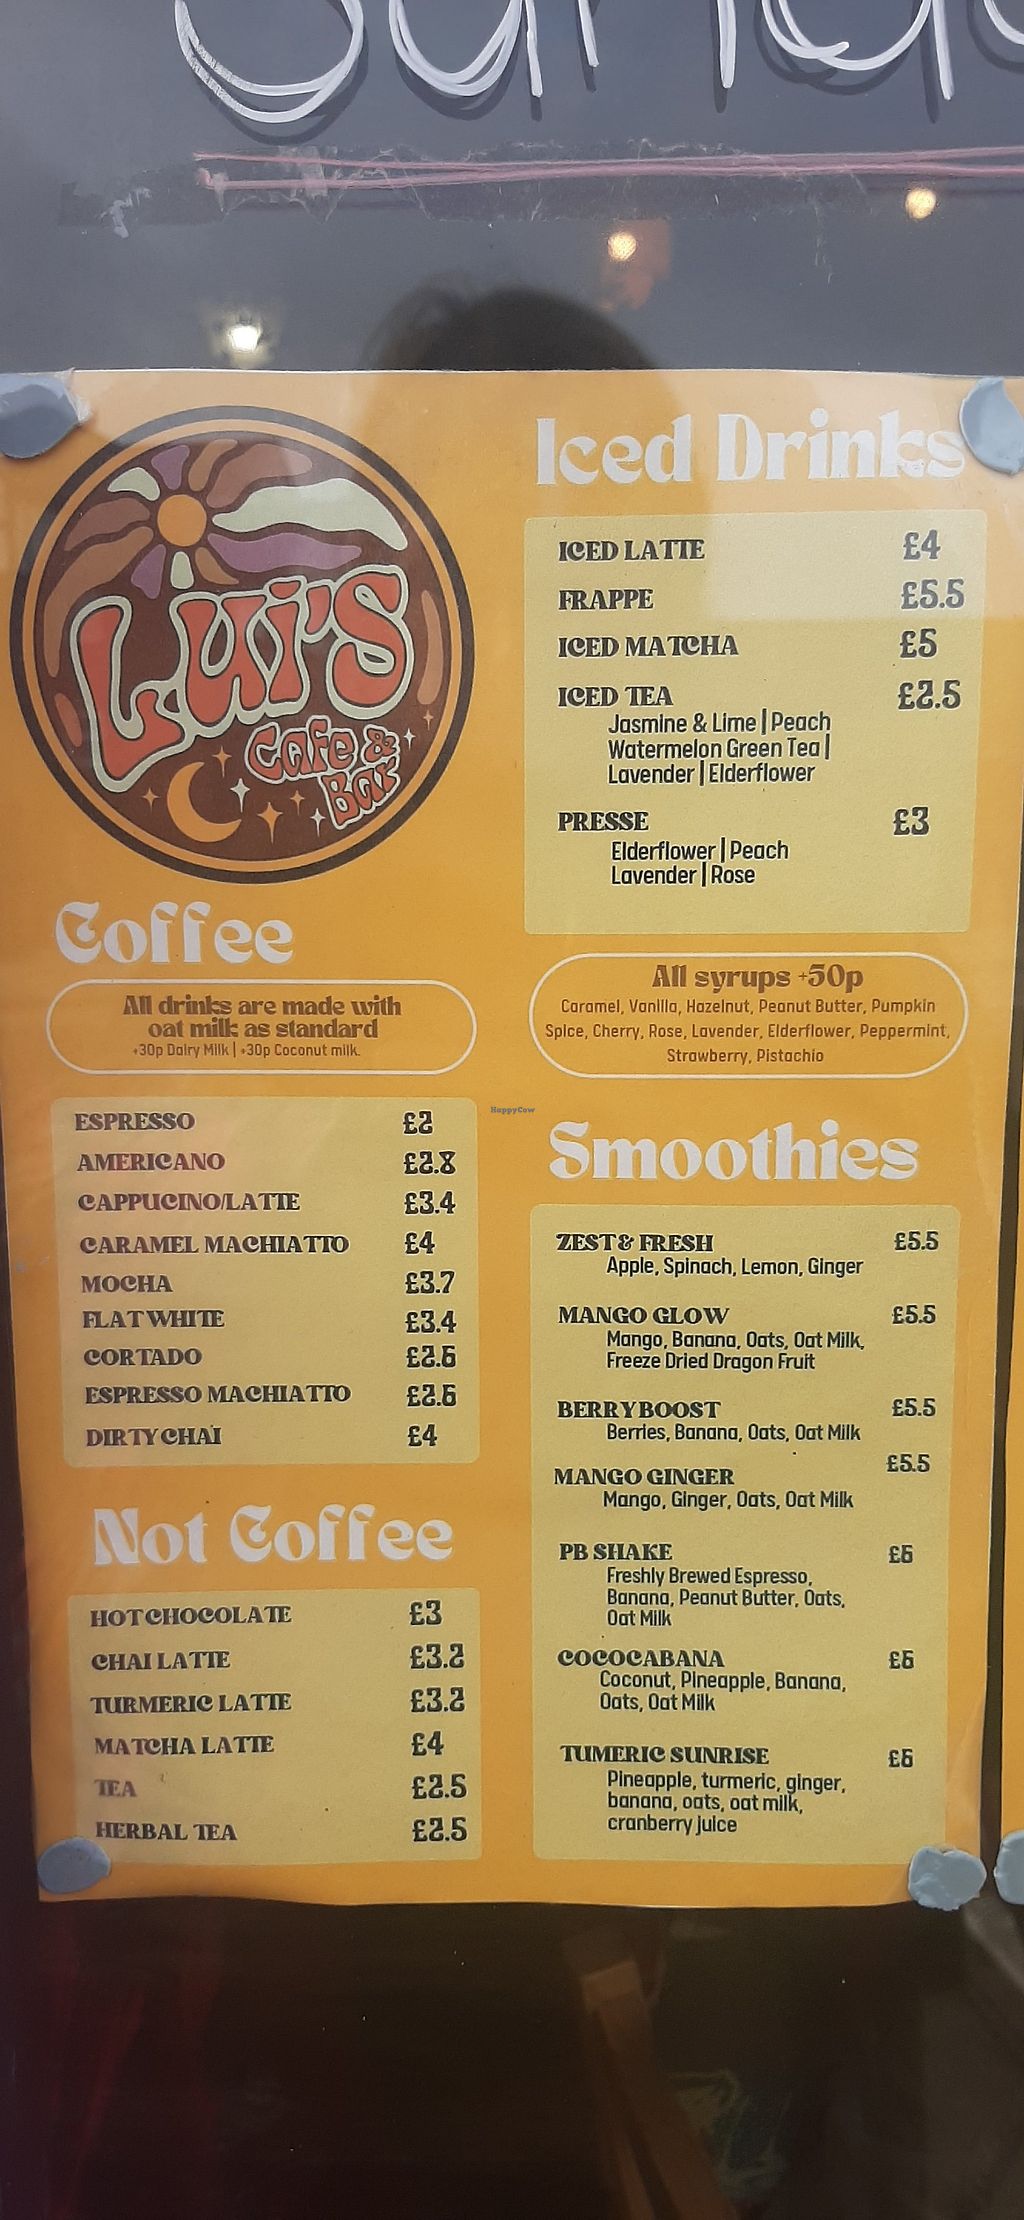 Lui's
Cafe &
Bar
Iced Drinks
ICED LATTE £4
FRAPPE £5.5
ICED MATCHA £5
ICED TEA £2.5
Jasmine & Lime | Peach
Watermelon Green Tea |
Lavender | Elderflower
PRESSE £3
Elderflower | Peach
Lavender | Rose
All syrups +50p
Caramel, Vanilla, Hazelnut, Peanut Butter, Pumpkin
Spice, Cherry, Rose, Lavender, Elderflower, Peppermint,
Strawberry, Pistachio
Coffee
All drinks are made with
oat milk as standard
+30p Dairy Milk | +30p Coconut milk.
ESPRESSO £2
AMERICANO £2.8
CAPPUCINO/LATTE £3.4
CARAMEL MACHIATTO £4
MOCHA £3.7
FLAT WHITE £3.4
CORTADO £2.6
ESPRESSO MACHIATTO £2.6
DIRTY CHAI £4
Not Coffee
HOT CHOCOLATE £3
CHAI LATTE £3.2
TURMERIC LATTE £3.2
MATCHA LATTE £4
TEA £2.5
HERBAL TEA £2.5
HappyCow
Smoothies
ZEST & FRESH £5.5
Apple, Spinach, Lemon, Ginger
MANGO GLOW £5.5
Mango, Banana, Oats, Oat Milk,
Freeze Dried Dragon Fruit
BERRY BOOST £5.5
Berries, Banana, Oats, Oat Milk
MANGO GINGER £5.5
Mango, Ginger, Oats, Oat Milk
PB SHAKE £6
Freshly Brewed Espresso,
Banana, Peanut Butter, Oats,
Oat Milk
COCOCABANA £6
Coconut, Pineapple, Banana,
Oats, Oat Milk
TUMERIC SUNRISE £6
Pineapple, turmeric, ginger,
banana, oats, oat milk,
cranberry juice